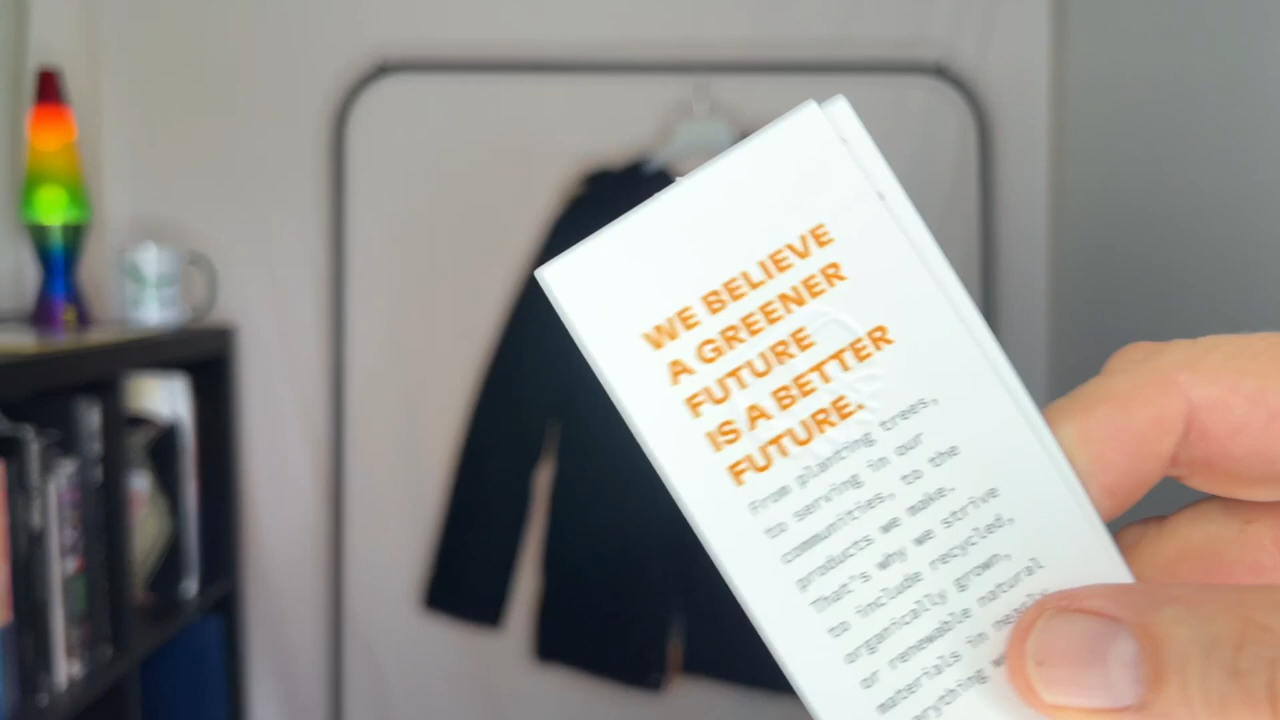 WE BELIEVE
A GREENER
FUTURE
IS A BETTER
FUTURE.
From planting trees,
to serving in our
communities, to the
products we make.
That's why we strive
to include recycled,
organically grown,
or renewable natural
materials in nearly